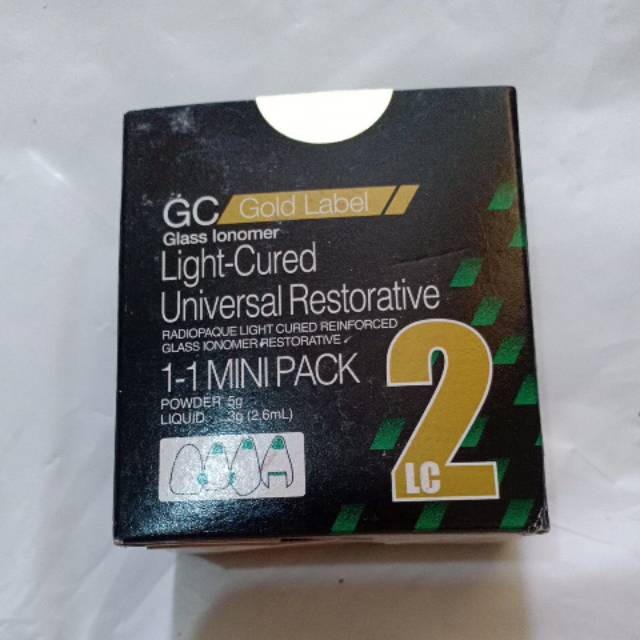 GC Gold Label
Glass Ionomer
Light-Cured
Universal Restorative
RADIOPAQUE LIGHT CURED REINFORCED
GLASS IONOMER RESTORATIVE
1-1 MINI PACK
POWDER 5g
LIQUID 3g (2.6mL)
2
LC